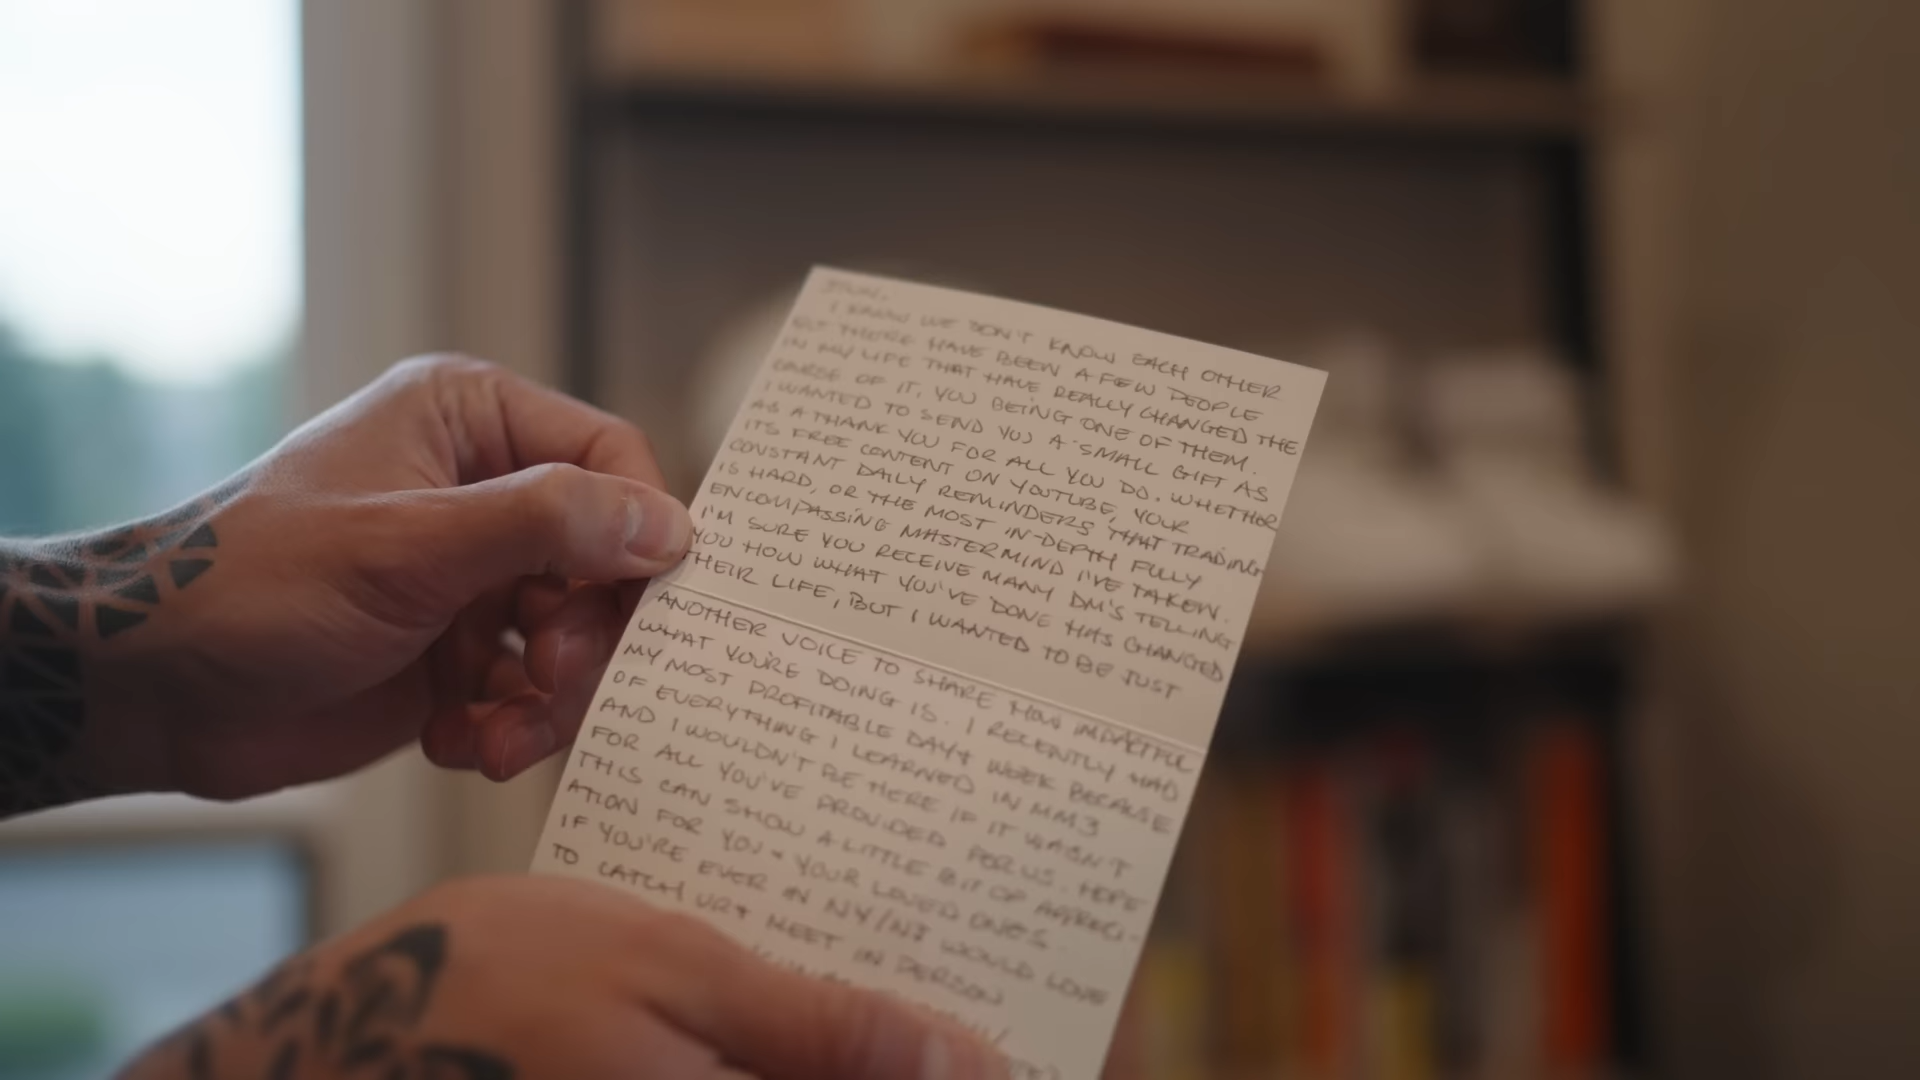 I KNOW WE DON'T KNOW EACH OTHER
BUT THERE HAVE BEEN A FEW PEOPLE
IN MY LIFE THAT HAVE REALLY CHANGED THE
COURSE OF IT, YOU BEING ONE OF THEM.
I WANTED TO SEND YOU A SMALL GIFT AS
AS A THANK YOU FOR ALL YOU DO. WHETHER
ITS FREE CONTENT ON YOUTUBE, YOUR
CONSTANT DAILY REMINDERS THAT TRADING
IS HARD, OR THE MOST IN-DEPTH FULLY
ENCOMPASSING MASTERMIND I'VE TAKEN.
I'M SURE YOU RECEIVE MANY DM'S TELLING
YOU HOW WHAT YOU'VE DONE HAS CHANGED
THEIR LIFE, BUT I WANTED TO BE JUST
ANOTHER VOICE TO SHARE HOW IMPACTFUL
WHAT YOU'RE DOING IS. I RECENTLY HAD
MY MOST PROFITABLE DAY + WEEK BECAUSE
OF EVERYTHING I LEARNED IN MM3
AND I WOULDN'T BE HERE IF IT WASN'T
FOR ALL YOU'VE PROVIDED FOR US. HOPE
THIS CAN SHOW A LITTLE BIT OF APPRECI-
ATION FOR YOU + YOUR LOVED ONES.
IF YOU'RE EVER IN NY/NJ WOULD LOVE
TO CATCH UP + MEET IN PERSON